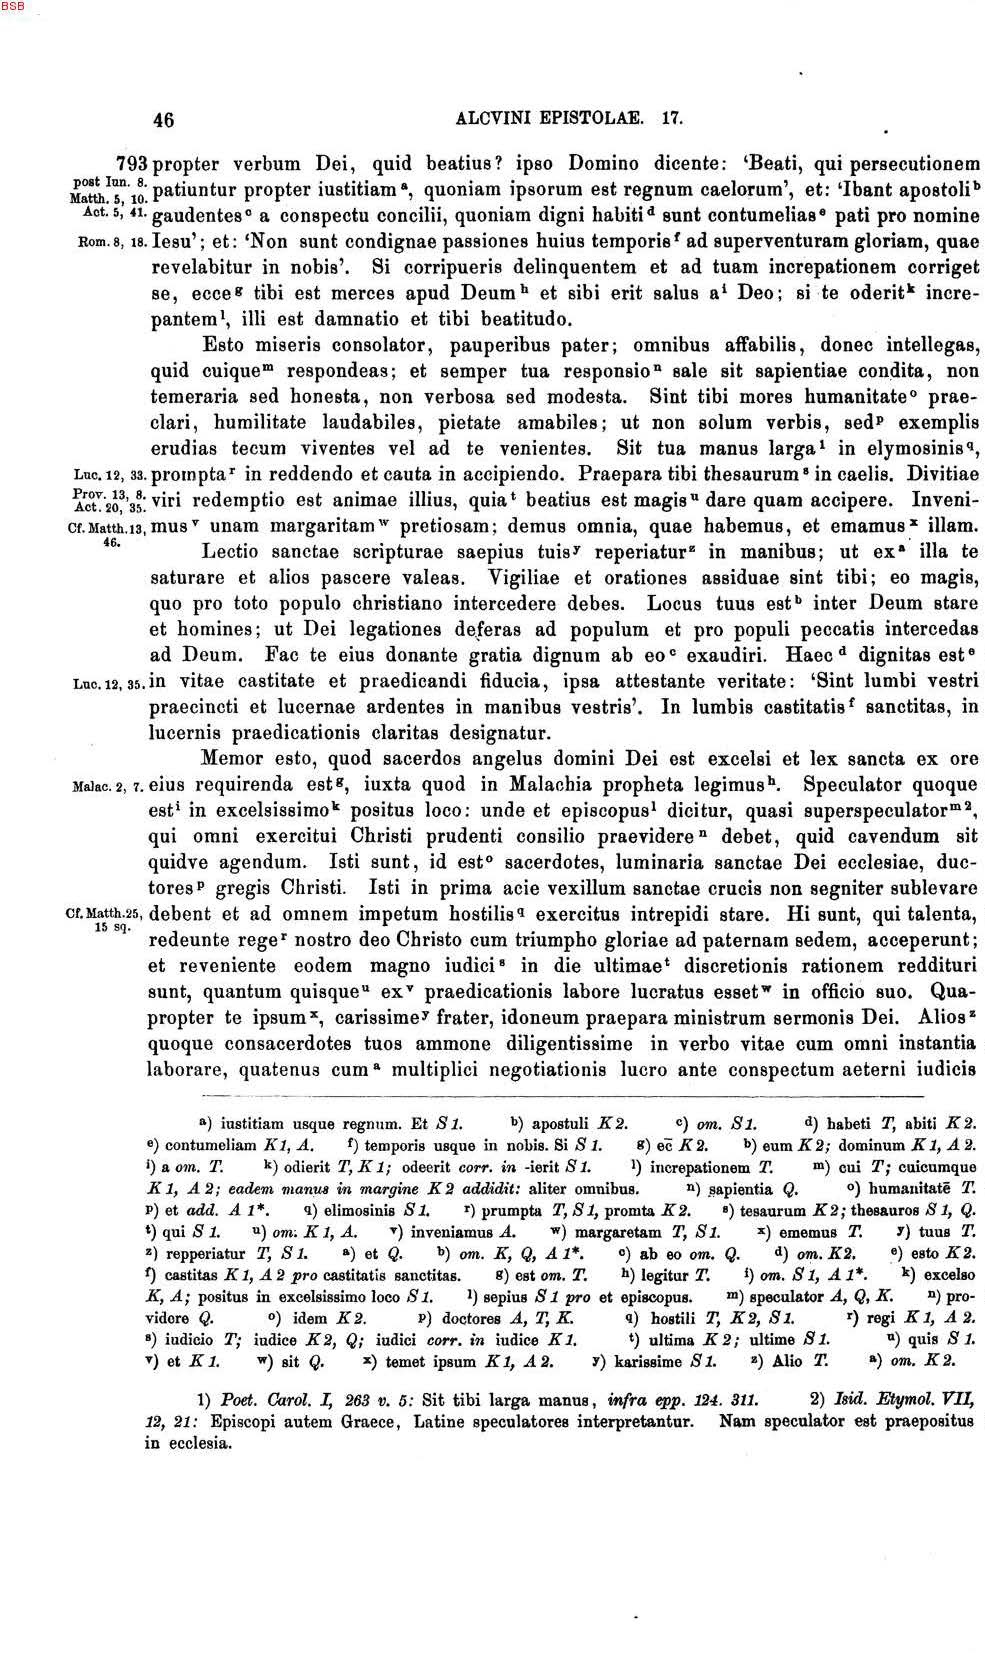 BSB
46 ALCVINI EPISTOLAE. 17.
793 propter verbum Dei, quid beatius? ipso Domino dicente: ‘Beati, qui persecutionem
post Iun. 8.
Matth. 5, 10. patiuntur propter iustitiam ᵃ, quoniam ipsorum est regnum caelorum’, et: ‘Ibant apostoli ᵇ
Act. 5, 41. gaudentes ᶜ a conspectu concilii, quoniam digni habiti ᵈ sunt contumelias ᵉ pati pro nomine
Rom. 8, 18. Iesu’; et: ‘Non sunt condignae passiones huius temporis ᶠ ad superventuram gloriam, quae
revelabitur in nobis’. Si corripueris delinquentem et ad tuam increpationem corriget
se, ecce ᵍ tibi est merces apud Deum ʰ et sibi erit salus a ⁱ Deo; si te oderit ᵏ incre-
pantem ˡ, illi est damnatio et tibi beatitudo.
Esto miseris consolator, pauperibus pater; omnibus affabilis, donec intellegas,
quid cuique ᵐ respondeas; et semper tua responsio ⁿ sale sit sapientiae condita, non
temeraria sed honesta, non verbosa sed modesta. Sint tibi mores humanitate ᵒ prae-
clari, humilitate laudabiles, pietate amabiles; ut non solum verbis, sed ᵖ exemplis
erudias tecum viventes vel ad te venientes. Sit tua manus larga ¹ in elymosinis q,
Luc. 12, 33. prompta ʳ in reddendo et cauta in accipiendo. Praepara tibi thesaurum ˢ in caelis. Divitiae
Prov. 13, 8.
Act. 20, 35. viri redemptio est animae illius, quia ᵗ beatius est magis ᵘ dare quam accipere. Inveni-
Cf. Matth. 13, mus ᵛ unam margaritam ʷ pretiosam; demus omnia, quae habemus, et emamus ˣ illam.
46.
Lectio sanctae scripturae saepius tuis ʸ reperiatur ᶻ in manibus; ut ex ᵃ illa te
saturare et alios pascere valeas. Vigiliae et orationes assiduae sint tibi; eo magis,
quo pro toto populo christiano intercedere debes. Locus tuus est ᵇ inter Deum stare
et homines; ut Dei legationes deferas ad populum et pro populi peccatis intercedas
ad Deum. Fac te eius donante gratia dignum ab eo ᶜ exaudiri. Haec ᵈ dignitas est ᵉ
Luc. 12, 35. in vitae castitate et praedicandi fiducia, ipsa attestante veritate: ‘Sint lumbi vestri
praecincti et lucernae ardentes in manibus vestris’. In lumbis castitatis ᶠ sanctitas, in
lucernis praedicationis claritas designatur.
Memor esto, quod sacerdos angelus domini Dei est excelsi et lex sancta ex ore
Malac. 2, 7. eius requirenda est ᵍ, iuxta quod in Malachia propheta legimus ʰ. Speculator quoque
est ⁱ in excelsissimo ᵏ positus loco: unde et episcopus ˡ dicitur, quasi superspeculator ᵐ ²,
qui omni exercitui Christi prudenti consilio praevidere ⁿ debet, quid cavendum sit
quidve agendum. Isti sunt, id est ᵒ sacerdotes, luminaria sanctae Dei ecclesiae, duc-
tores ᵖ gregis Christi. Isti in prima acie vexillum sanctae crucis non segniter sublevare
Cf. Matth. 25, debent et ad omnem impetum hostilis q exercitus intrepidi stare. Hi sunt, qui talenta,
15 sq.
redeunte rege ʳ nostro deo Christo cum triumpho gloriae ad paternam sedem, acceperunt;
et reveniente eodem magno iudici ˢ in die ultimae ᵗ discretionis rationem reddituri
sunt, quantum quisque ᵘ ex ᵛ praedicationis labore lucratus esset ʷ in officio suo. Qua-
propter te ipsum ˣ, carissime ʸ frater, idoneum praepara ministrum sermonis Dei. Alios ᶻ
quoque consacerdotes tuos ammone diligentissime in verbo vitae cum omni instantia
laborare, quatenus cum ᵃ multiplici negotiationis lucro ante conspectum aeterni iudicis
a) iustitiam usque regnum. Et S 1. b) apostuli K 2. c) om. S 1. d) habeti T, abiti K 2.
e) contumeliam K 1, A. f) temporis usque in nobis. Si S 1. g) ec̄ K 2. h) eum K 2; dominum K 1, A 2.
i) a om. T. k) odierit T, K 1; odeerit corr. in -ierit S 1. l) increpationem T. m) cui T; cuicumque
K 1, A 2; eadem manus in margine K 2 addidit: aliter omnibus. n) sapientia Q. o) humanitatē T.
p) et add. A 1*. q) elimosinis S 1. r) prumpta T, S 1, promta K 2. s) tesaurum K 2; thesauros S 1, Q.
t) qui S 1. u) om. K 1, A. v) inveniamus A. w) margaretam T, S 1. x) ememus T. y) tuus T.
z) repperiatur T, S 1. a) et Q. b) om. K, Q, A 1*. c) ab eo om. Q. d) om. K 2. e) esto K 2.
f) castitas K 1, A 2 pro castitatis sanctitas. g) est om. T. h) legitur T. i) om. S 1, A 1*. k) excelso
K, A; positus in excelsissimo loco S 1. l) sepius S 1 pro et episcopus. m) speculator A, Q, K. n) pro-
videre Q. o) idem K 2. p) doctores A, T, K. q) hostili T, K 2, S 1. r) regi K 1, A 2.
s) iudicio T; iudice K 2, Q; iudici corr. in iudice K 1. t) ultima K 2; ultime S 1. u) quis S 1.
v) et K 1. w) sit Q. x) temet ipsum K 1, A 2. y) karissime S 1. z) Alio T. a) om. K 2.
1) Poet. Carol. I, 263 v. 5: Sit tibi larga manus, infra epp. 124. 311. 2) Isid. Etymol. VII,
12, 21: Episcopi autem Graece, Latine speculatores interpretantur. Nam speculator est praepositus
in ecclesia.